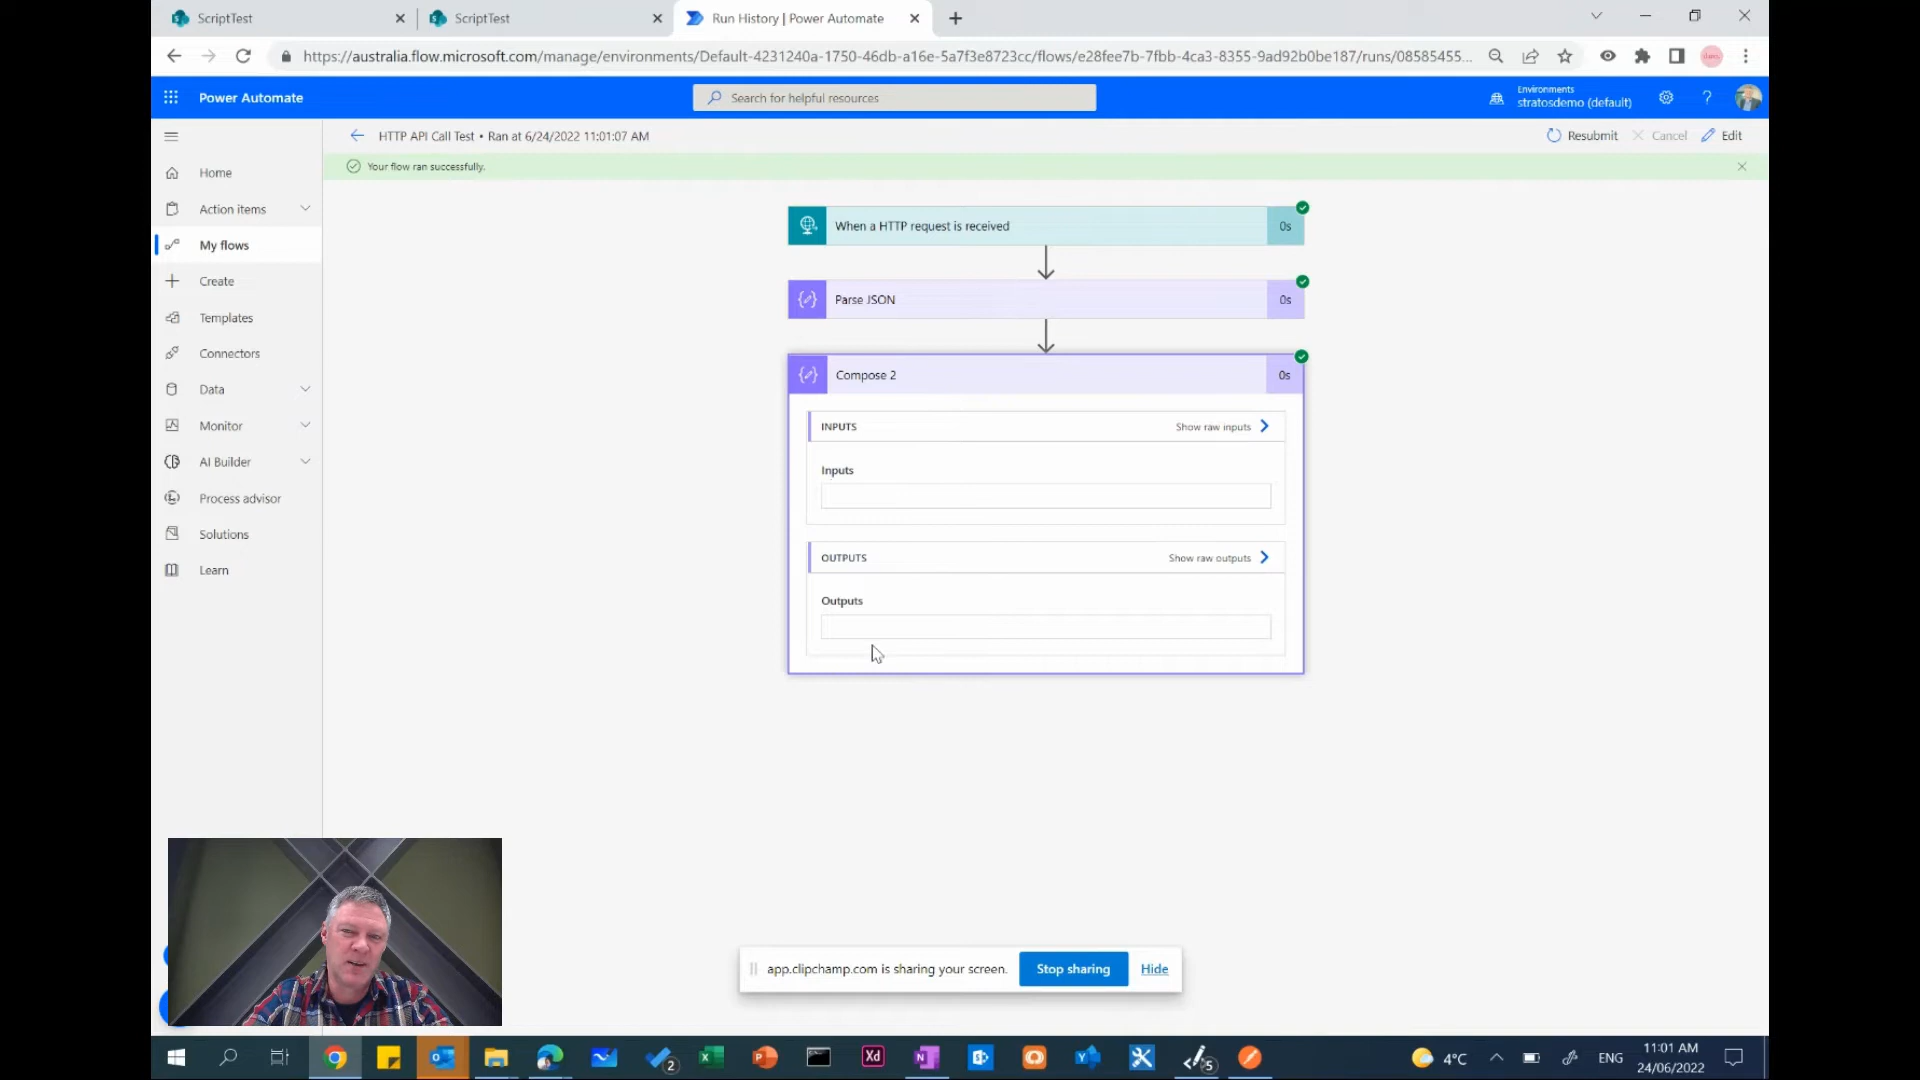 ScriptTest
ScriptTest
Run History | Power Automate
https://australia.flow.microsoft.com/manage/environments/Default-4231240a-1750-46db-a16e-5a7f3e8723cc/flows/e28fee7b-7fbb-4ca3-8355-9ad92b0be187/runs/08585455...
Power Automate
Search for helpful resources
Environments
stratosdemo (default)
HTTP API Call Test • Ran at 6/24/2022 11:01:07 AM
Resubmit
Cancel
Edit
Your flow ran successfully.
Home
Action items
My flows
Create
Templates
Connectors
Data
Monitor
AI Builder
Process advisor
Solutions
Learn
When a HTTP request is received
0s
Parse JSON
0s
Compose 2
0s
INPUTS
Show raw inputs
Inputs
OUTPUTS
Show raw outputs
Outputs
app.clipchamp.com is sharing your screen.
Stop sharing
Hide
Xd
2
5
4°C
ENG
11:01 AM
24/06/2022